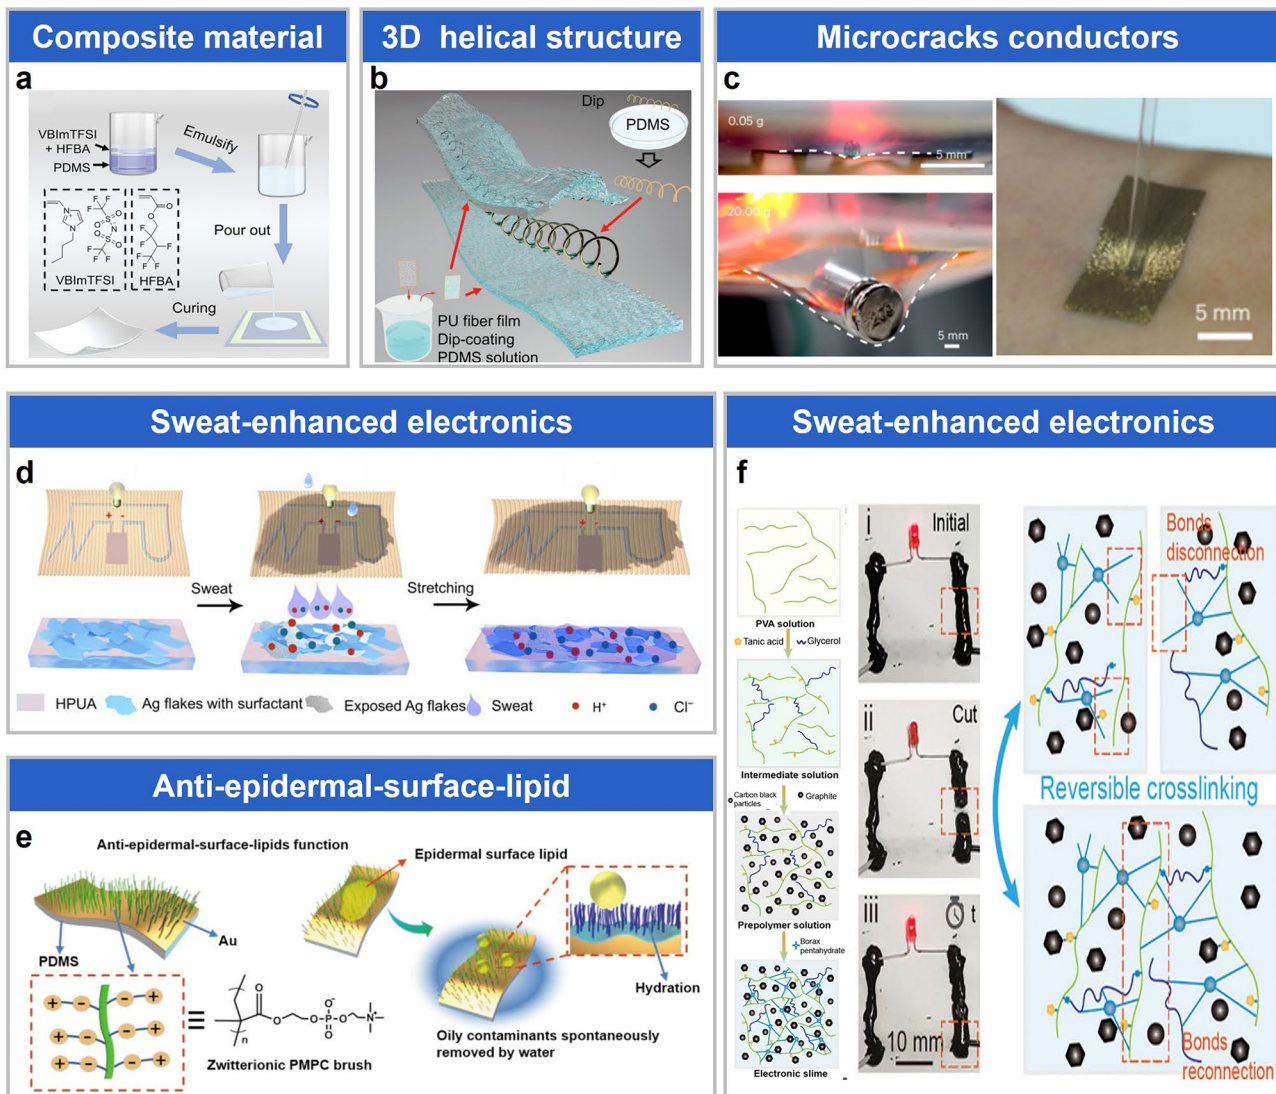 Composite material
a
VBImTFSI
+ HFBA
PDMS
Emulsify
Pour out
VBImTFSI
HFBA
Curing
3D helical structure
b
Dip
PDMS
PU fiber film
Dip-coating
PDMS solution
Microcracks conductors
c
0.05 g
5 mm
20.00 g
5 mm
5 mm
Sweat-enhanced electronics
d
+ -
+ -
+ -
Sweat
Stretching
HPUA
Ag flakes with surfactant
Exposed Ag flakes
Sweat
H⁺
Cl⁻
Anti-epidermal-surface-lipid
e
Anti-epidermal-surface-lipids function
Epidermal surface lipid
Au
PDMS
Hydration
Zwitterionic PMPC brush
Oily contaminants spontaneously
removed by water
Sweat-enhanced electronics
f
PVA solution
Tanic acid
Glycerol
Intermediate solution
Carbon black
particles
Graphite
Prepolymer solution
Borax
pentahydrate
Electronic slime
i
Initial
ii
Cut
iii
t
10 mm
Bonds
disconnection
Reversible crosslinking
Bonds
reconnection